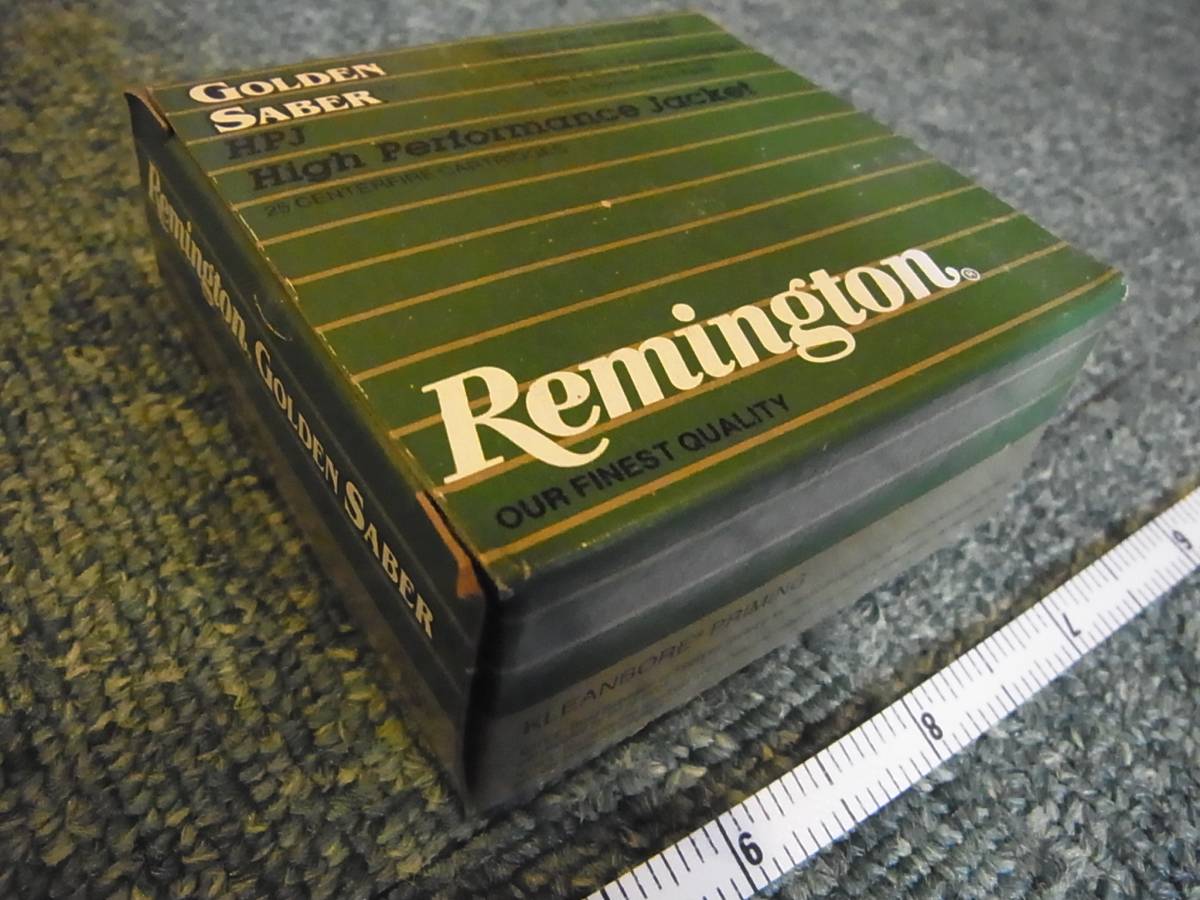 GOLDEN
SABER
HPJ
High Performance Jacket
25 CENTERFIRE CARTRIDGES
Remington®
OUR FINEST QUALITY
Remington. GOLDEN SABER
KLEANBORE® PRIMING
6
7
8
9